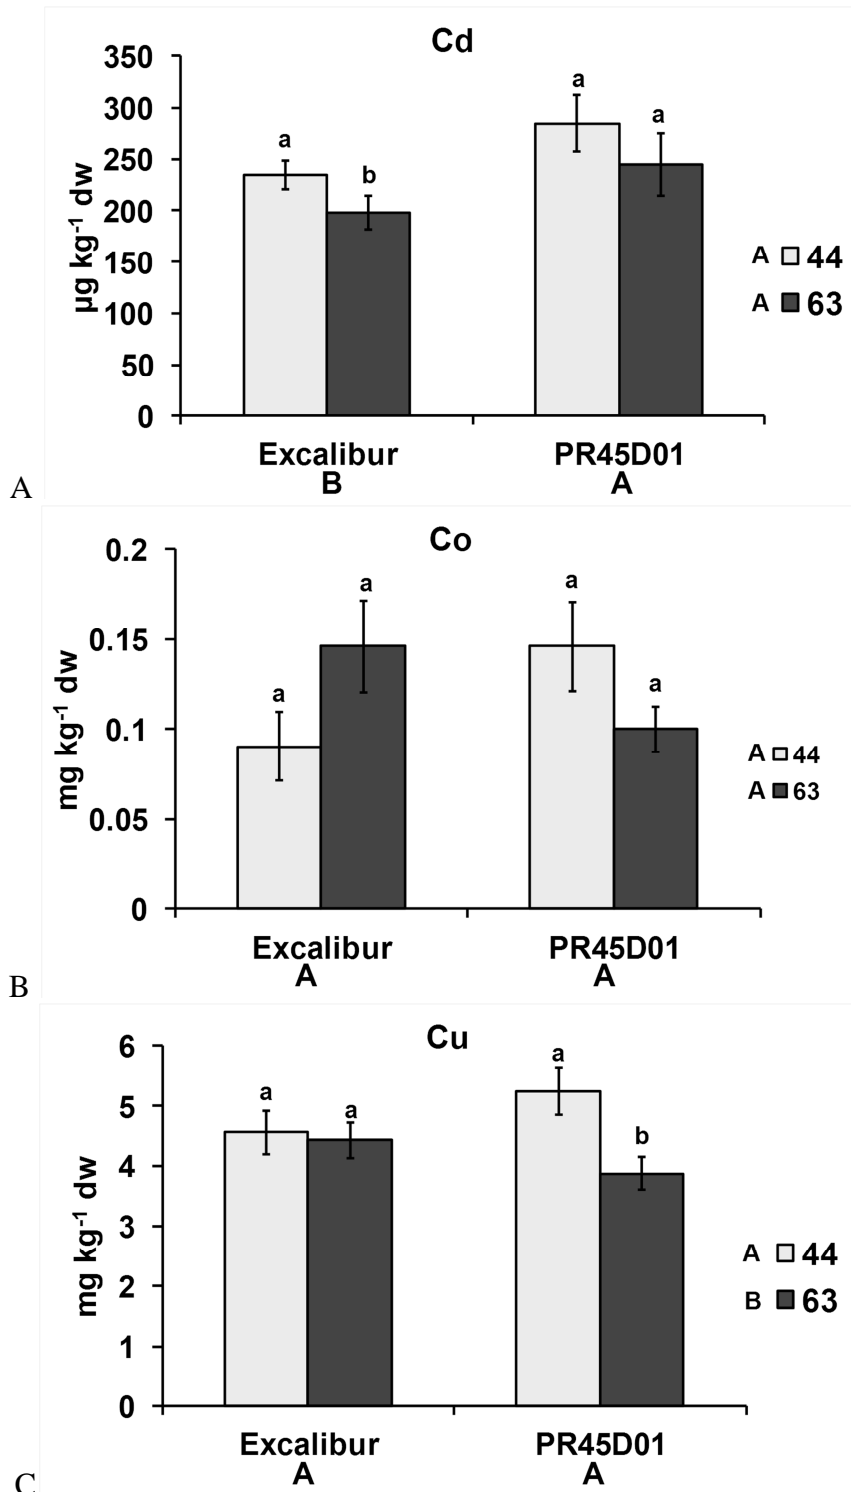 Cd
350
300
250
200
150
100
50
0
µg kg-1 dw
a
b
a
a
A 44
A 63
Excalibur
PR45D01
B
A
A
Co
0.2
0.15
0.1
0.05
0
mg kg-1 dw
a
a
a
a
A 44
A 63
Excalibur
PR45D01
A
A
B
Cu
6
5
4
3
2
1
0
mg kg-1 dw
a
a
a
b
A 44
B 63
Excalibur
PR45D01
A
A
C